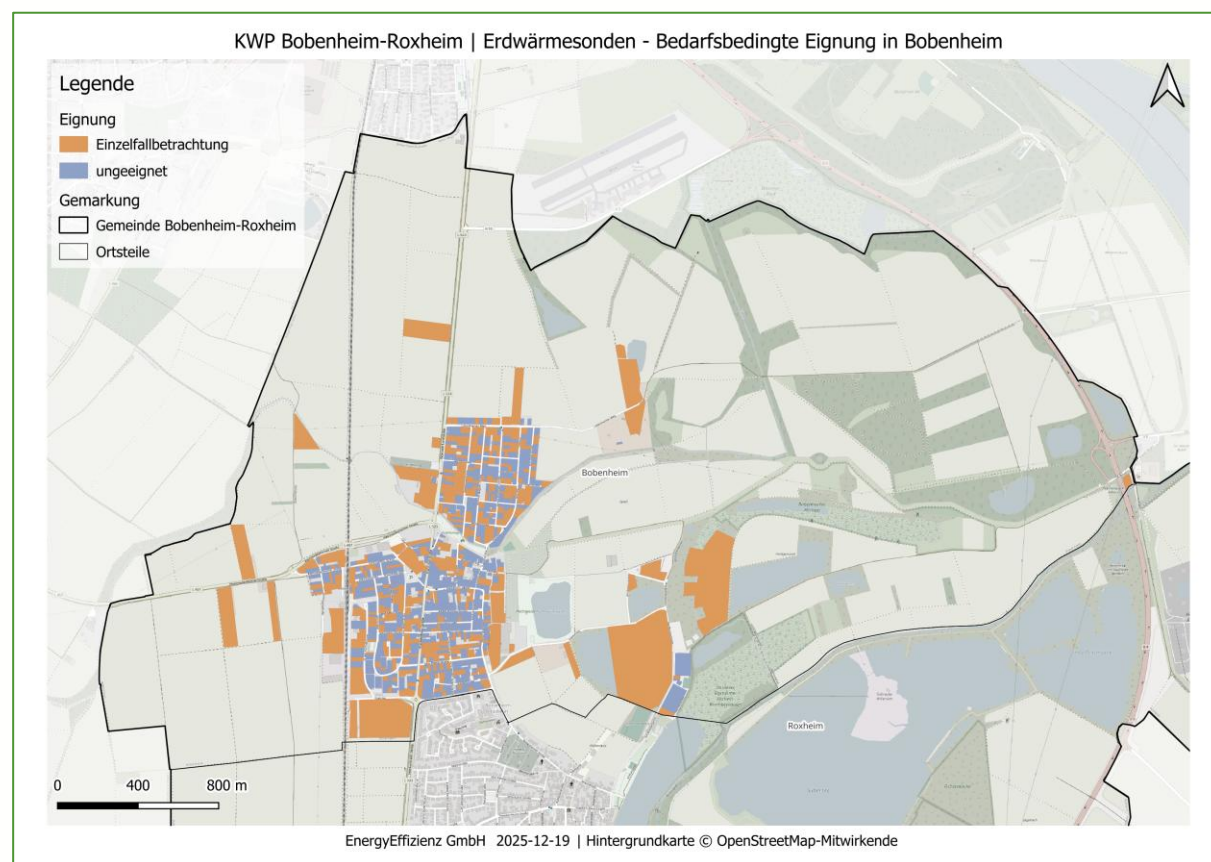 KWP Bobenheim-Roxheim | Erdwärmesonden - Bedarfsbedingte Eignung in Bobenheim
Legende
Eignung
Einzelfallbetrachtung
ungeeignet
Gemarkung
Gemeinde Bobenheim-Roxheim
Ortsteile
Bobenheim
Roxheim
0 400 800 m
EnergyEffizienz GmbH 2025-12-19 | Hintergrundkarte © OpenStreetMap-Mitwirkende